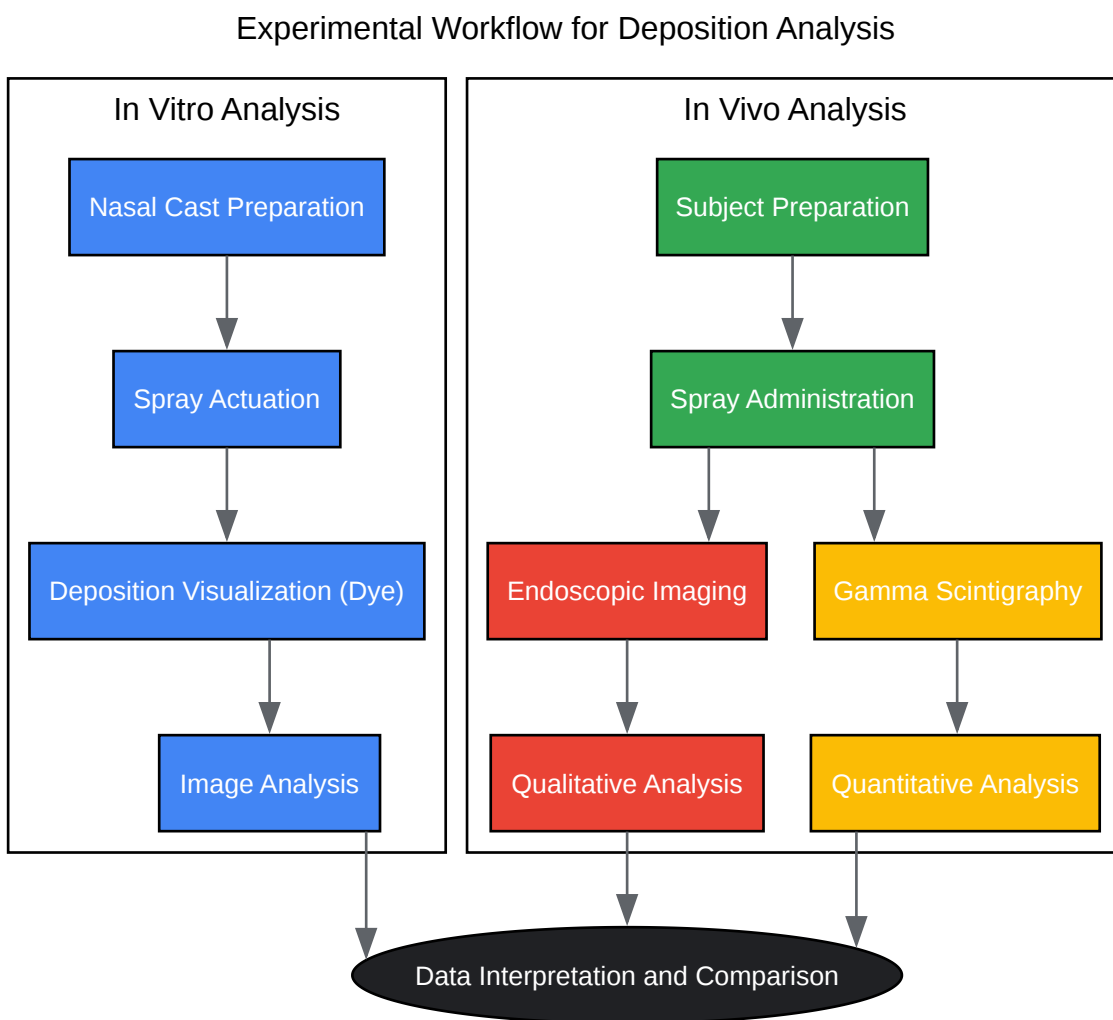 Experimental Workflow for Deposition Analysis
In Vitro Analysis
Nasal Cast Preparation
Spray Actuation
Deposition Visualization (Dye)
Image Analysis
In Vivo Analysis
Subject Preparation
Spray Administration
Endoscopic Imaging
Gamma Scintigraphy
Qualitative Analysis
Quantitative Analysis
Data Interpretation and Comparison